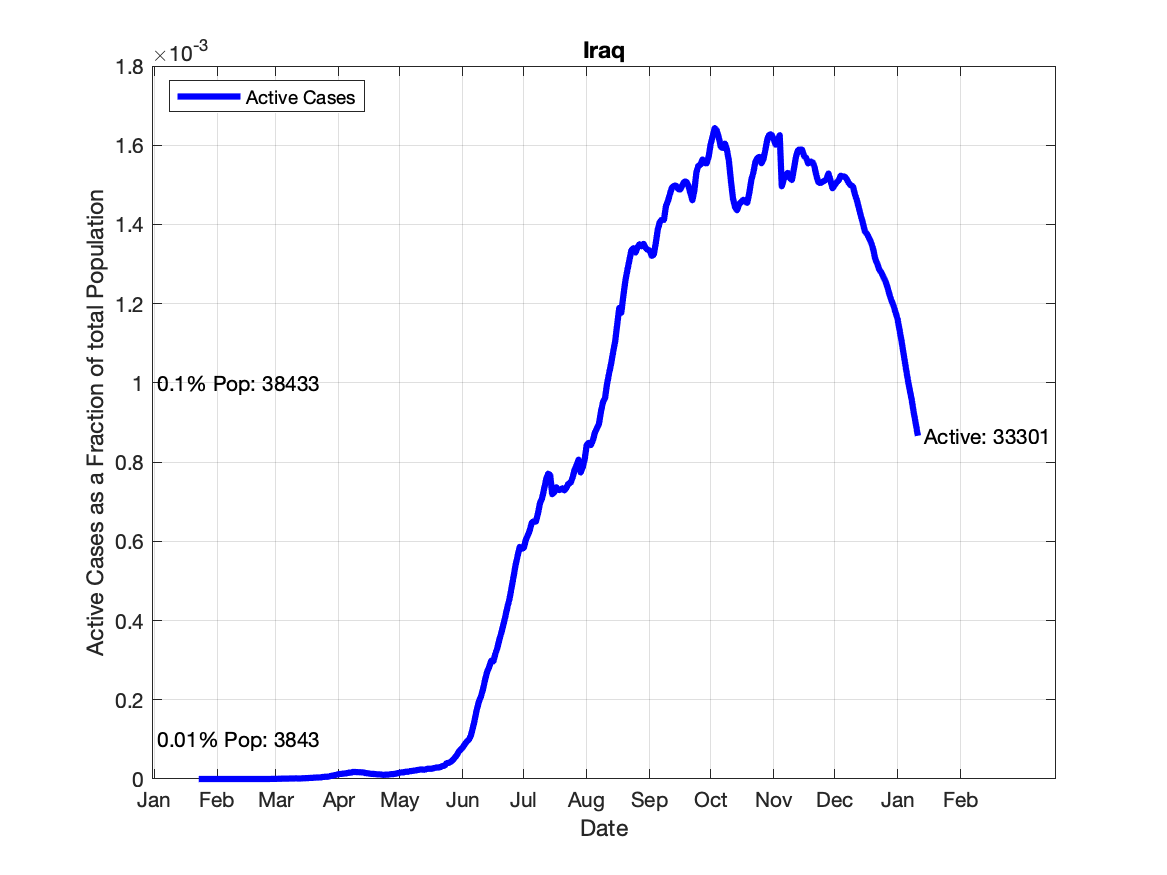 Iraq
×10-3
Active Cases
1.8
1.6
1.4
1.2
1
0.8
0.6
0.4
0.2
0
Active Cases as a Fraction of total Population
0.1% Pop: 38433
Active: 33301
0.01% Pop: 3843
Jan Feb Mar Apr May Jun Jul Aug Sep Oct Nov Dec Jan Feb
Date